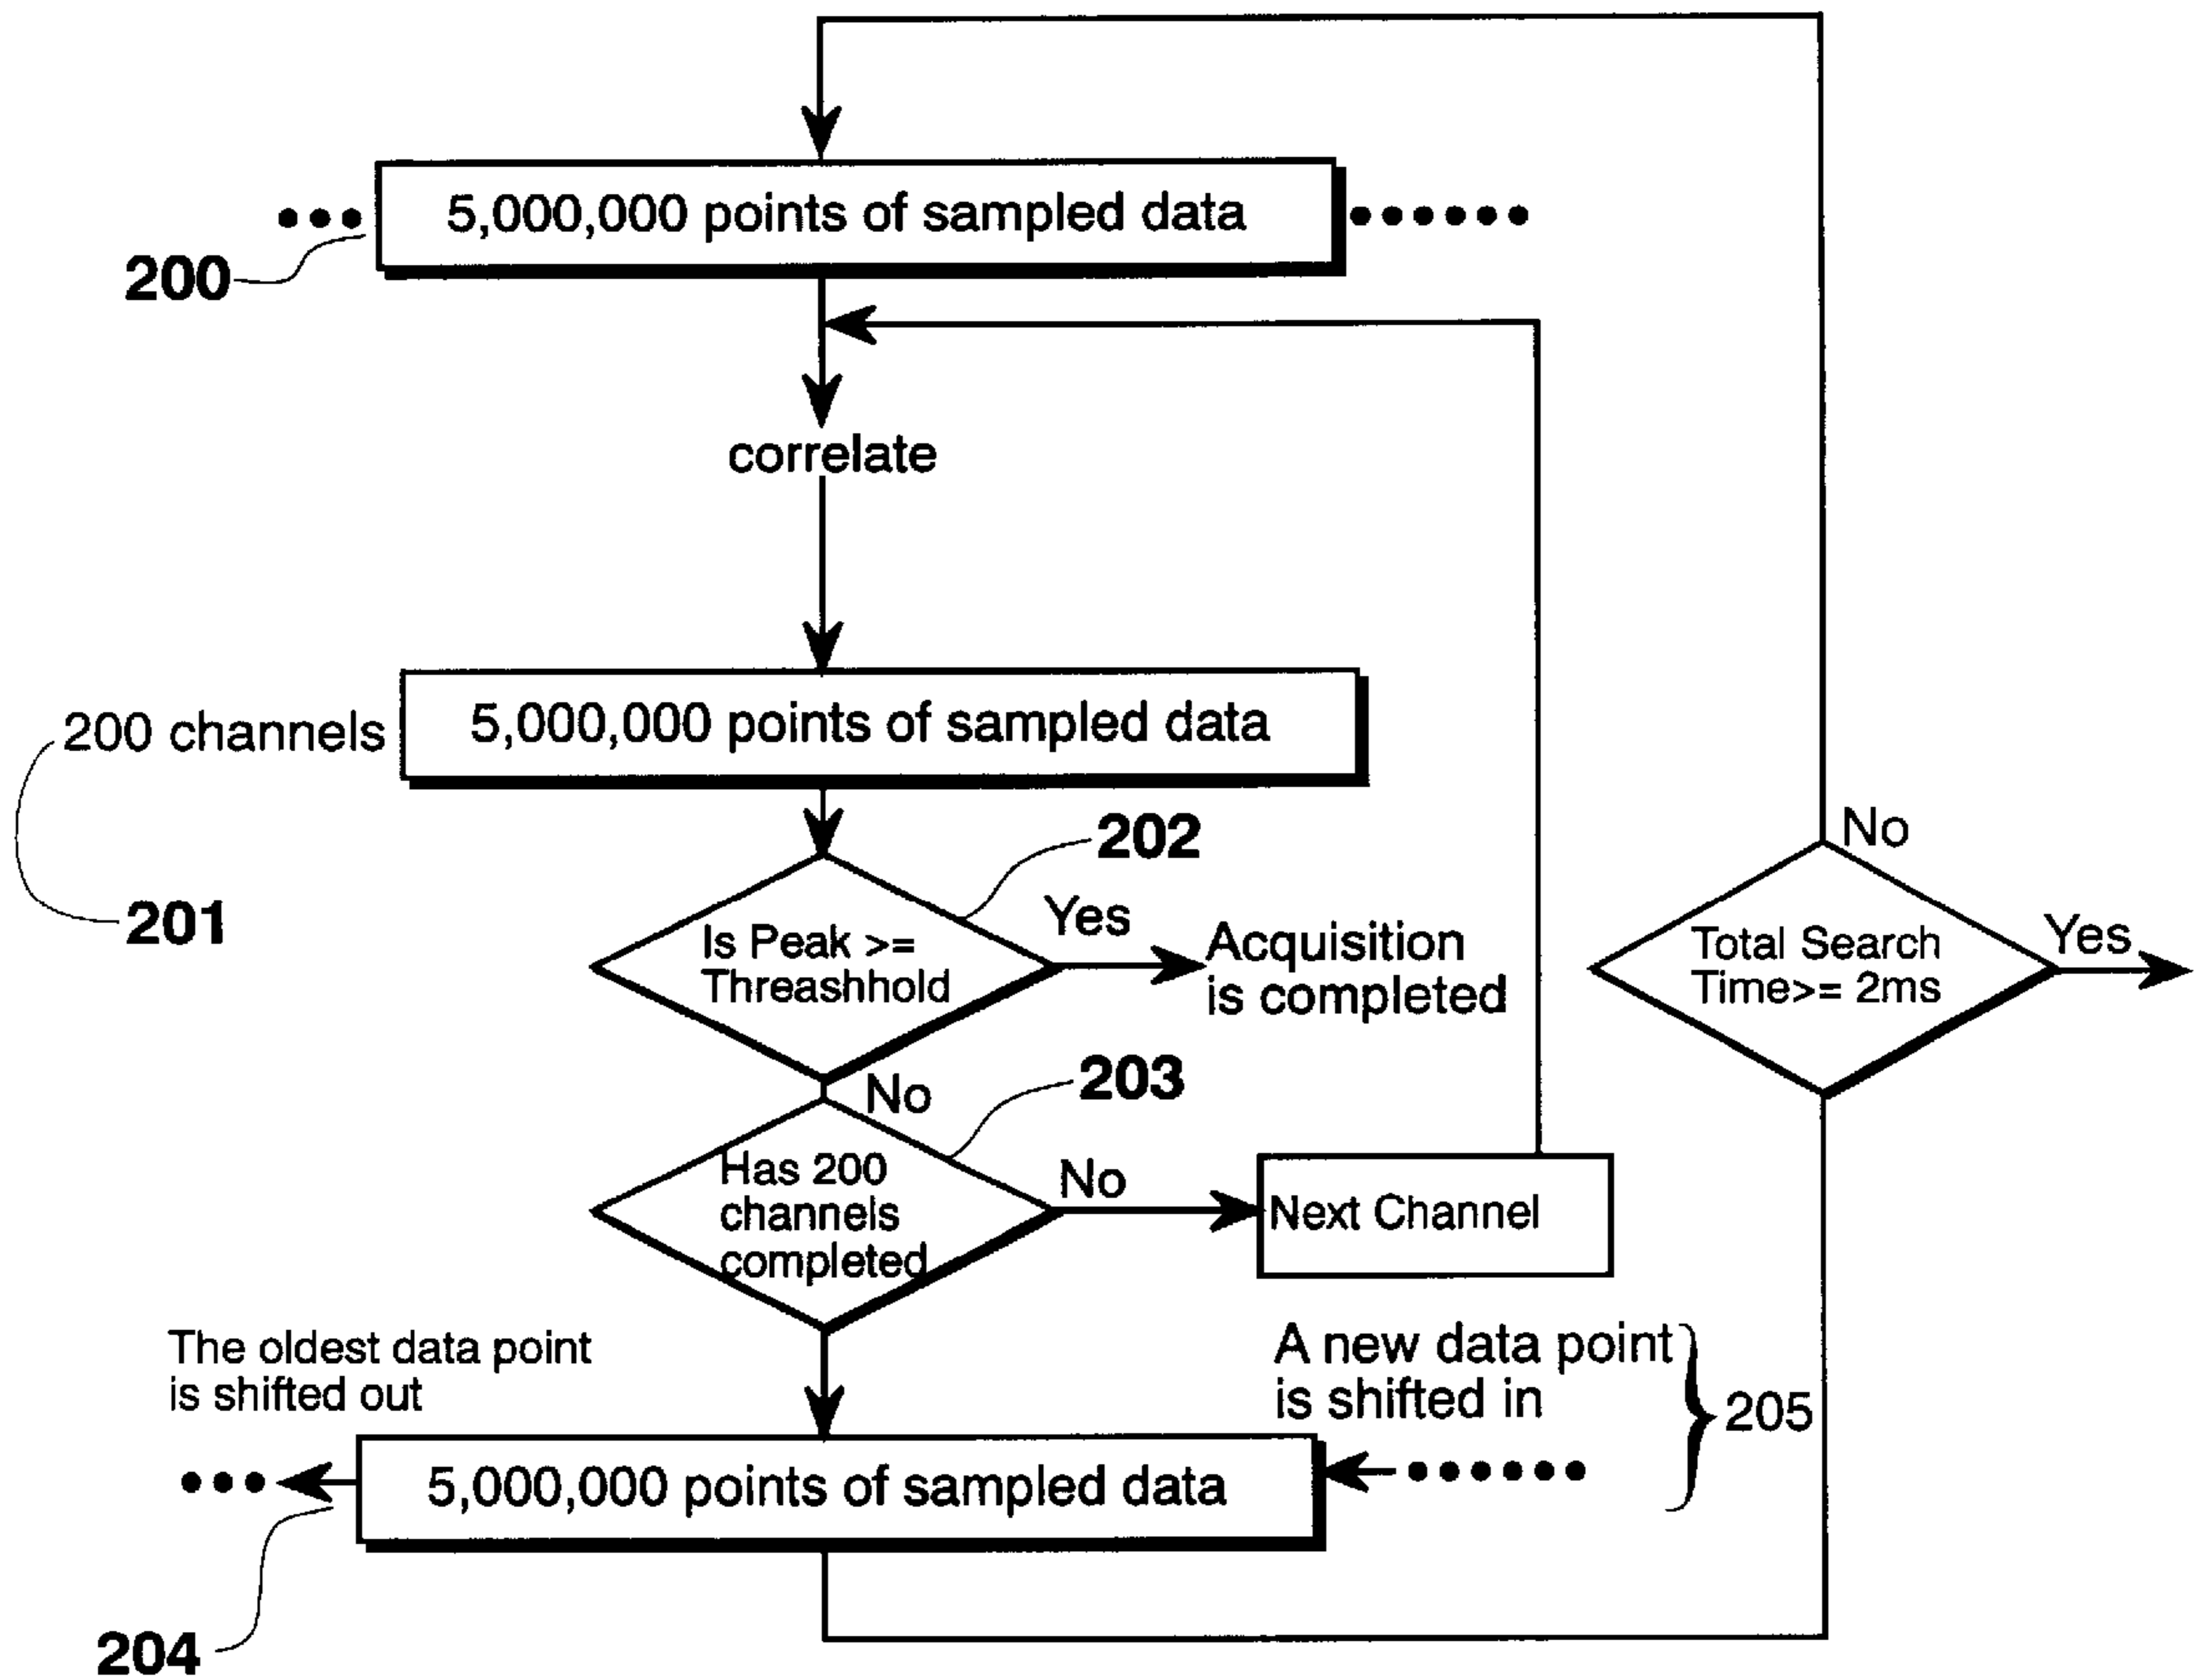 5,000,000 points of sampled data
200
correlate
200 channels
5,000,000 points of sampled data
201
202
Is Peak >=
Threashhold
Yes
Acquisition
is completed
No
Total Search
Time>= 2ms
Yes
No
203
Has 200
channels
completed
No
Next Channel
The oldest data point
is shifted out
A new data point
is shifted in
205
5,000,000 points of sampled data
204